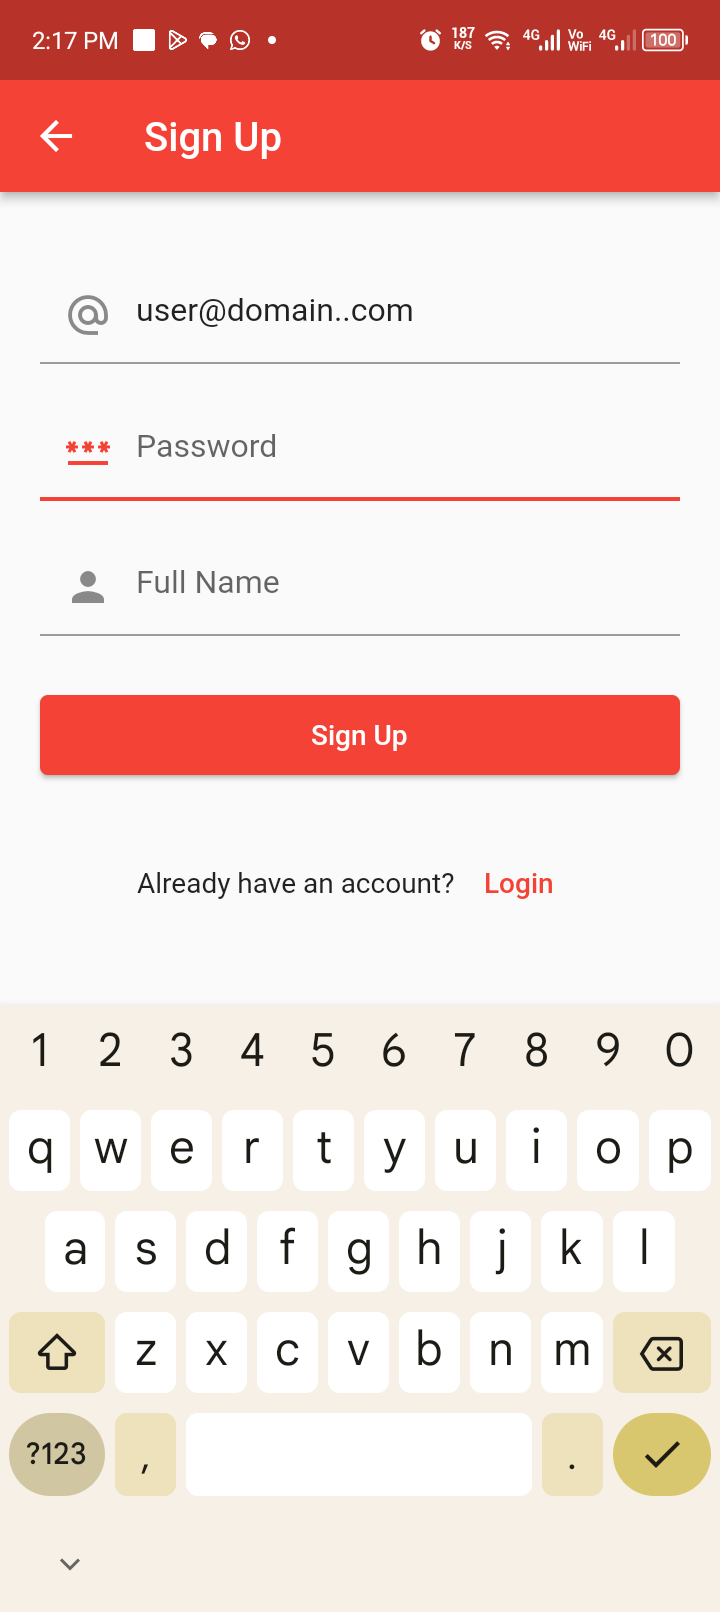 2:17 PM 187 K/S 4G Vo WiFi 4G 100
Sign Up
user@domain..com
*** Password
Full Name
Sign Up
Already have an account? Login
1 2 3 4 5 6 7 8 9 0
q w e r t y u i o p
a s d f g h j k l
z x c v b n m
?123 , .